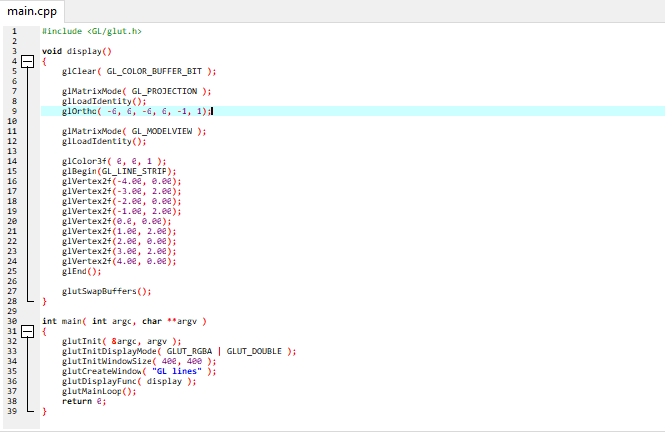 main.cpp
1 #include <GL/glut.h>
2
3 void display()
4 {
5 glClear( GL_COLOR_BUFFER_BIT );
6
7 glMatrixMode( GL_PROJECTION );
8 glLoadIdentity();
9 glOrtho( -6, 6, -6, 6, -1, 1);
10
11 glMatrixMode( GL_MODELVIEW );
12 glLoadIdentity();
13
14 glColor3f( 0, 0, 1 );
15 glBegin(GL_LINE_STRIP);
16 glVertex2f(-4.00, 0.00);
17 glVertex2f(-3.00, 2.00);
18 glVertex2f(-2.00, 0.00);
19 glVertex2f(-1.00, 2.00);
20 glVertex2f(0.0, 0.00);
21 glVertex2f(1.00, 2.00);
22 glVertex2f(2.00, 0.00);
23 glVertex2f(3.00, 2.00);
24 glVertex2f(4.00, 0.00);
25 glEnd();
26
27 glutSwapBuffers();
28 }
29
30 int main( int argc, char **argv )
31 {
32 glutInit( &argc, argv );
33 glutInitDisplayMode( GLUT_RGBA | GLUT_DOUBLE );
34 glutInitWindowSize( 400, 400 );
35 glutCreateWindow( "GL lines" );
36 glutDisplayFunc( display );
37 glutMainLoop();
38 return 0;
39 }